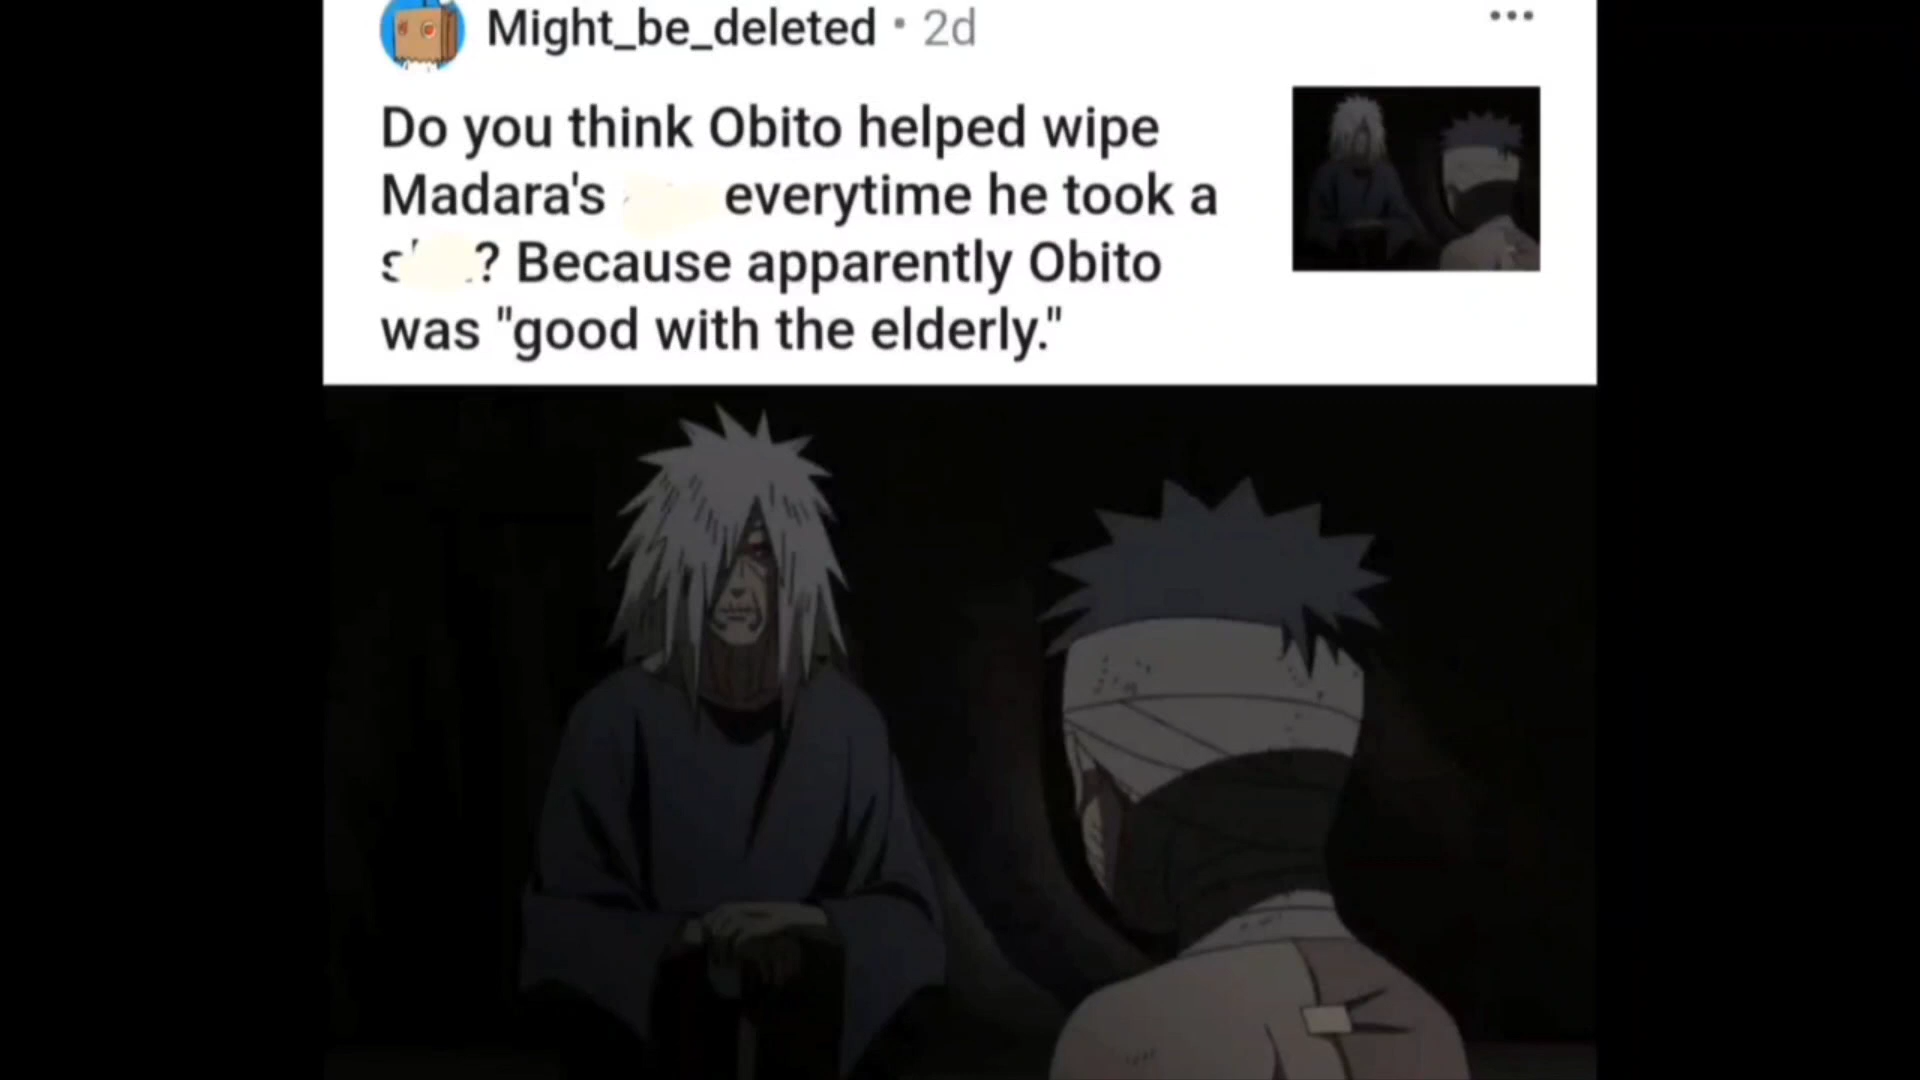 Might_be_deleted • 2d
Do you think Obito helped wipe
Madara's everytime he took a
? Because apparently Obito
was "good with the elderly."